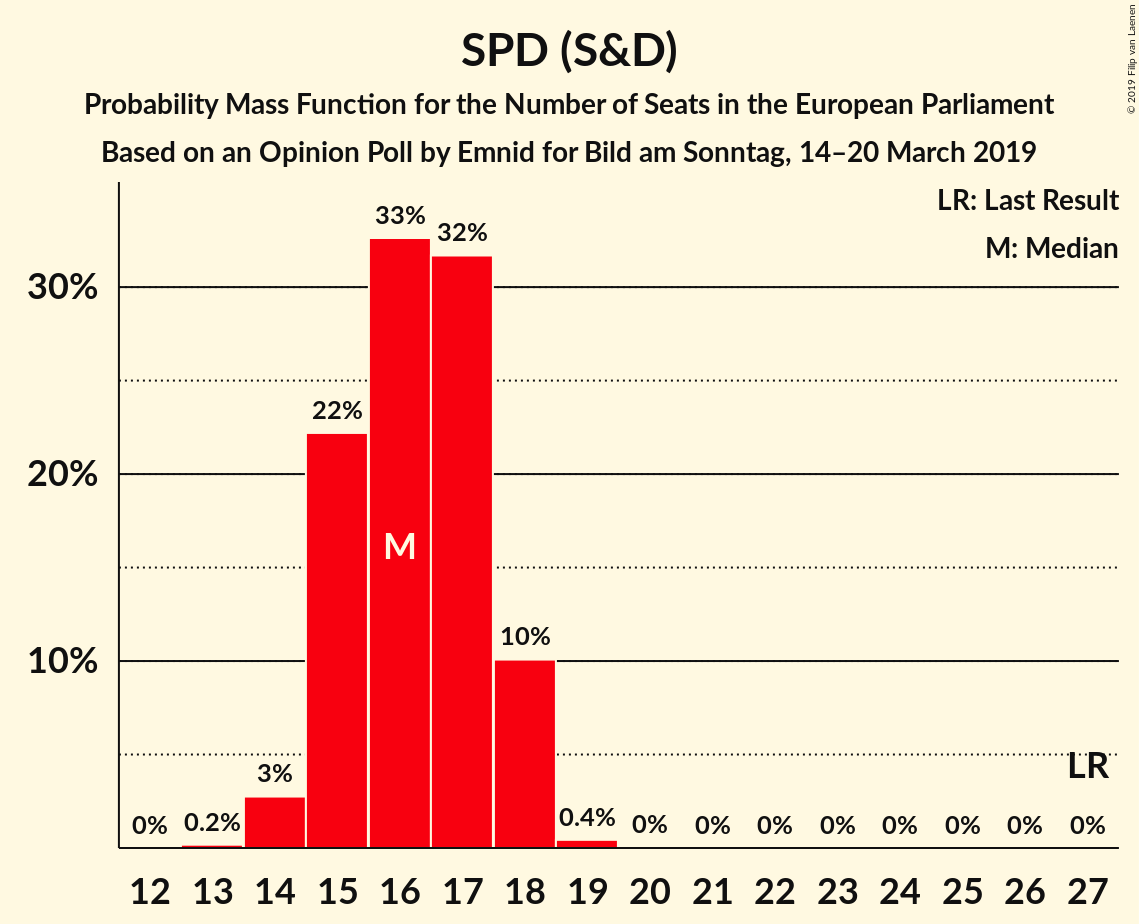 SPD (S&D)
Probability Mass Function for the Number of Seats in the European Parliament
Based on an Opinion Poll by Emnid for Bild am Sonntag, 14–20 March 2019
© 2019 Filip van Laenen
LR: Last Result
M: Median
33%
32%
30%
22%
20%
M
10%
10%
LR
3%
0%
0.2%
0.4%
0%
0%
0%
0%
0%
0%
0%
0%
12 13 14 15 16 17 18 19 20 21 22 23 24 25 26 27